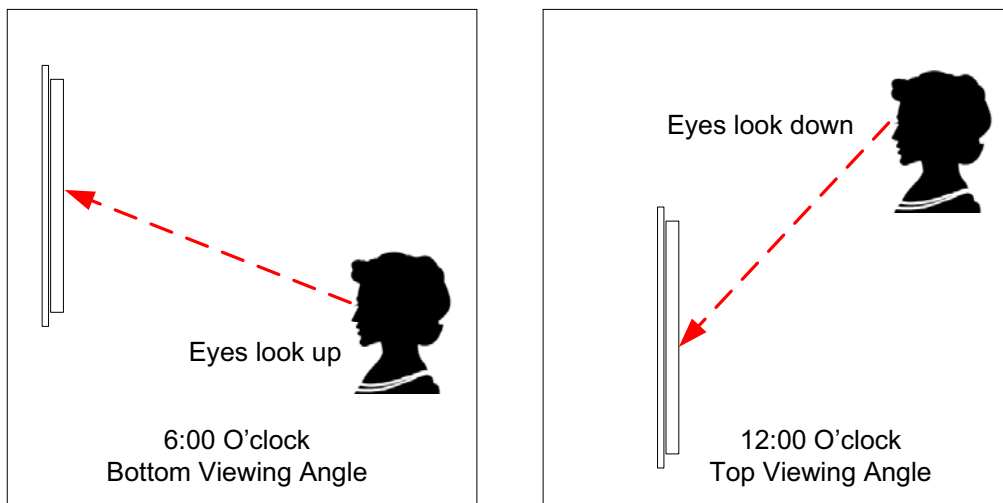 Eyes look up
6:00 O’clock
Bottom Viewing Angle
Eyes look down
12:00 O’clock
Top Viewing Angle